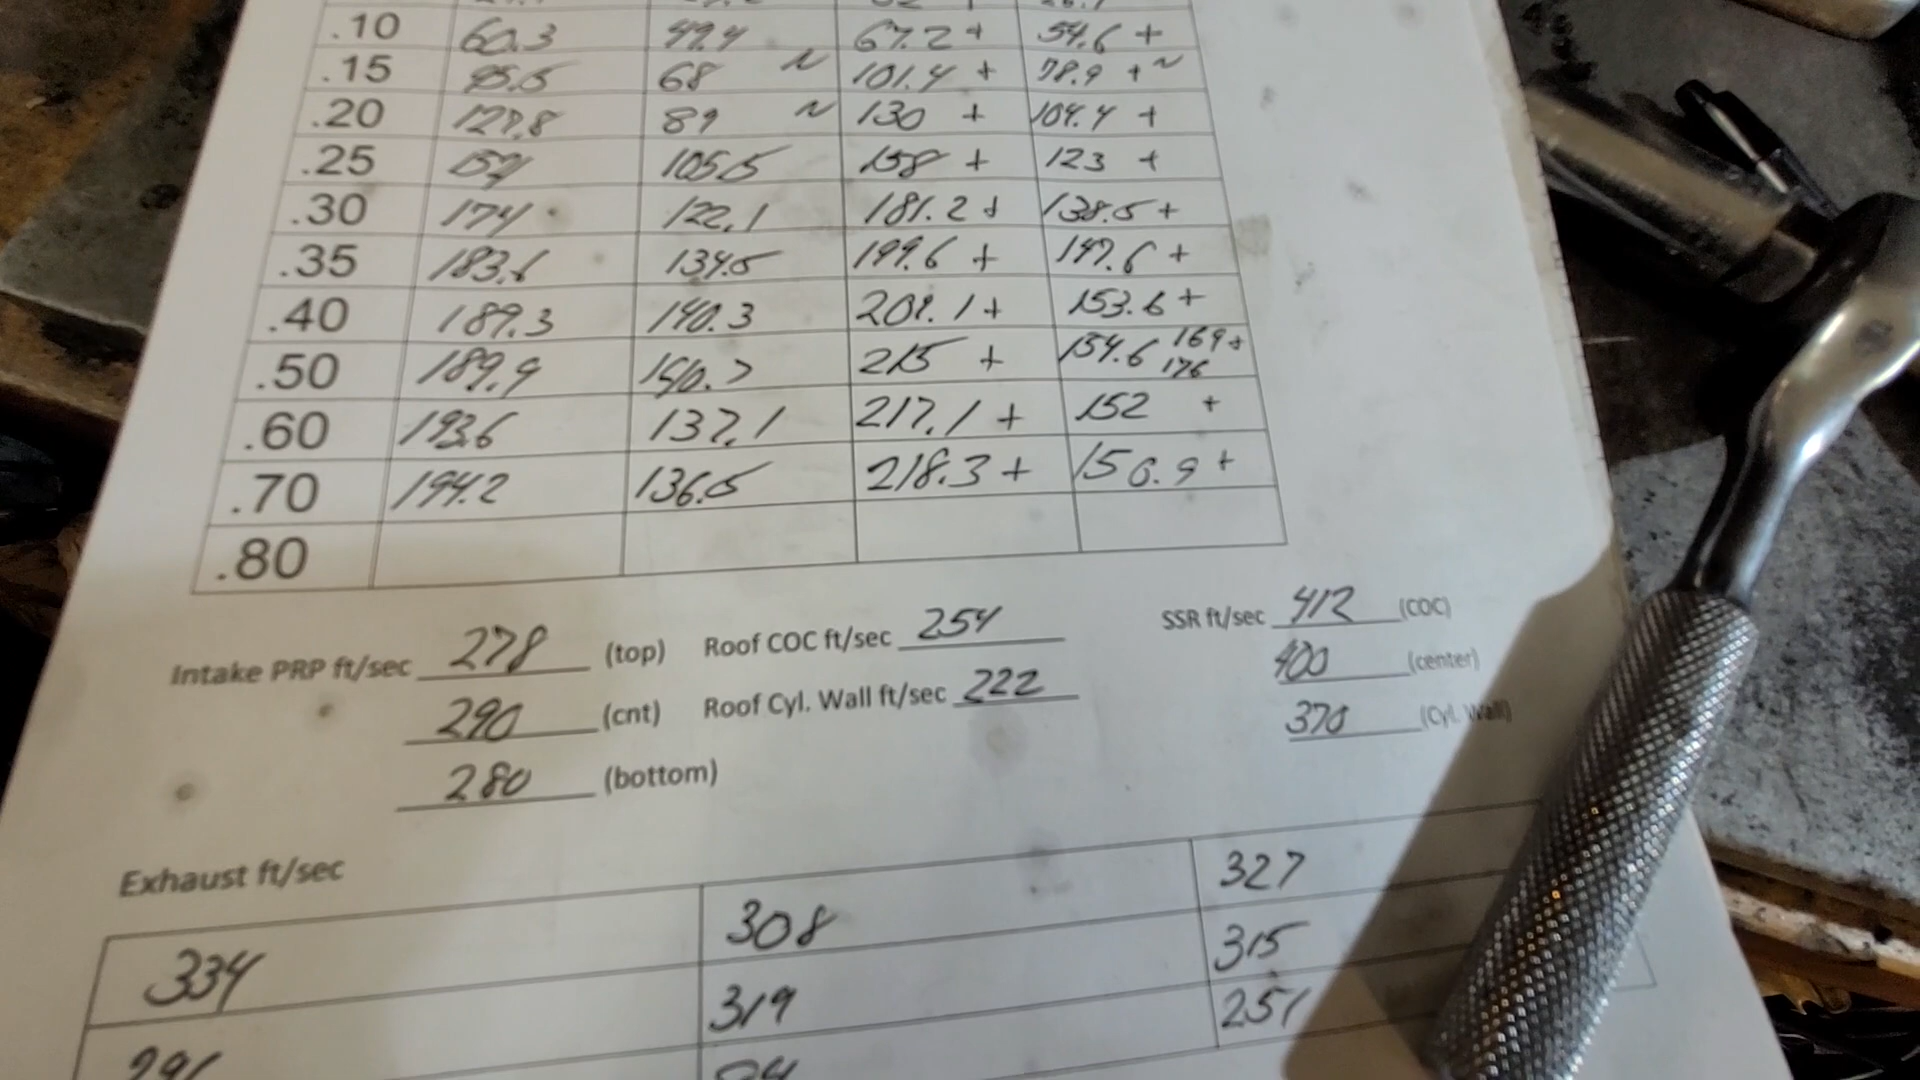 .10 60.3 49.4 67.2 + 54.6 +
.15 95.5 68 ~ 101.4 + 78.9 + ~
.20 127.8 89 ~ 130 + 104.4 +
.25 105.5 158 + 123 +
.30 174 122.1 181.2 + 138.5 +
.35 183.6 134.5 199.6 + 147.6 +
.40 189.3 140.3 + 153.6 +
.50 189.9 140.7 215 + 154.6 169 +
176
.60 193.6 137.1 217.1 + 152 +
.70 194.2 136.5 218.3 + 150.9 +
.80
Intake PRP ft/sec 278 (top) Roof COC ft/sec 254 SSR ft/sec 412 (COC)
290 (cnt) Roof Cyl. Wall ft/sec 222 400 (center)
280 (bottom) 370 (Cyl. Wall)
Exhaust ft/sec
334 308 327
319 315
251